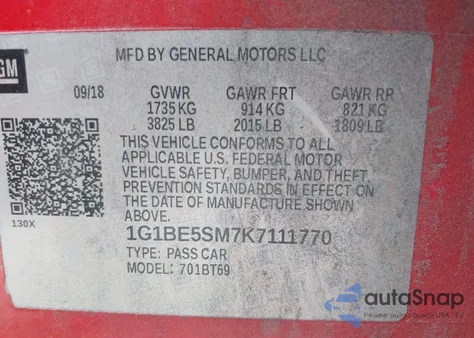 GM
MFD BY GENERAL MOTORS LLC
09/18 GVWR GAWR FRT GAWR RR
1735 KG 914 KG 821 KG
3825 LB 2015 LB 1809 LB
THIS VEHICLE CONFORMS TO ALL
APPLICABLE U.S. FEDERAL MOTOR
VEHICLE SAFETY, BUMPER, AND THEFT
PREVENTION STANDARDS IN EFFECT ON
THE DATE OF MANUFACTURE SHOWN
ABOVE.
130X
1G1BE5SM7K7111770
TYPE: PASS CAR
MODEL: 701BT69
autoSnap